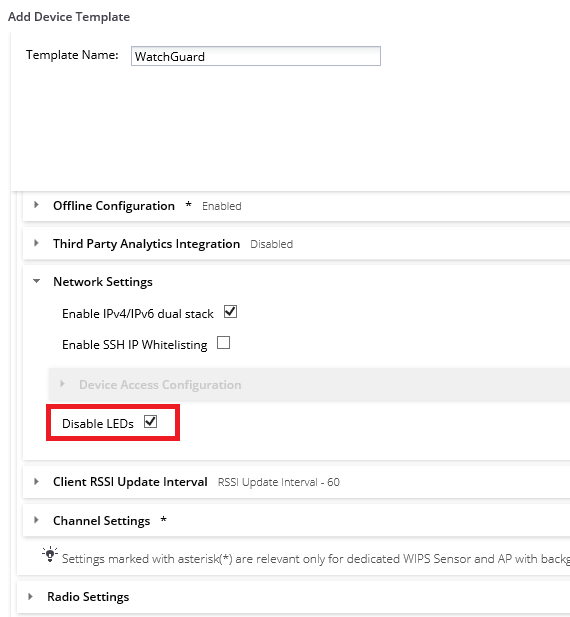 Add Device Template
Template Name: WatchGuard
Offline Configuration * Enabled
Third Party Analytics Integration Disabled
Network Settings
Enable IPv4/IPv6 dual stack
Enable SSH IP Whitelisting
Device Access Configuration
Disable LEDs
Client RSSI Update Interval RSSI Update Interval - 60
Channel Settings *
Settings marked with asterisk(*) are relevant only for dedicated WIPS Sensor and AP with backg
Radio Settings